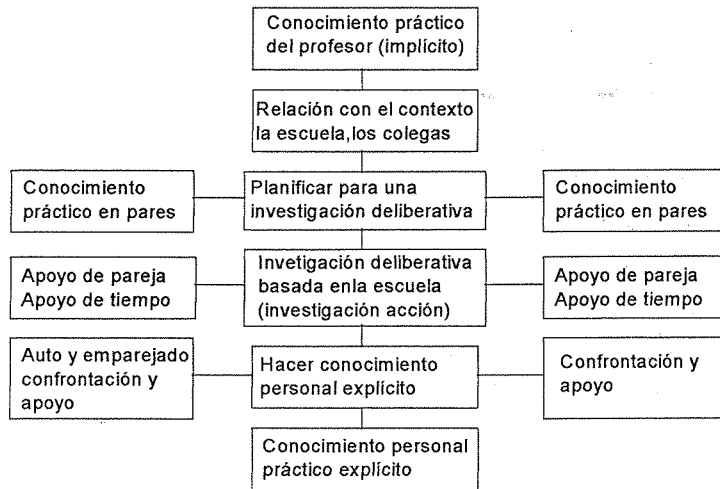 Conocimiento práctico
del profesor (implícito)
Relación con el contexto
la escuela,los colegas
Conocimiento
práctico en pares
Planificar para una
investigación deliberativa
Conocimiento
práctico en pares
Apoyo de pareja
Apoyo de tiempo
Invetigación deliberativa
basada enla escuela
(investigación acción)
Apoyo de pareja
Apoyo de tiempo
Auto y emparejado
confrontación y
apoyo
Hacer conocimiento
personal explícito
Confrontación y
apoyo
Conocimiento personal
práctico explícito